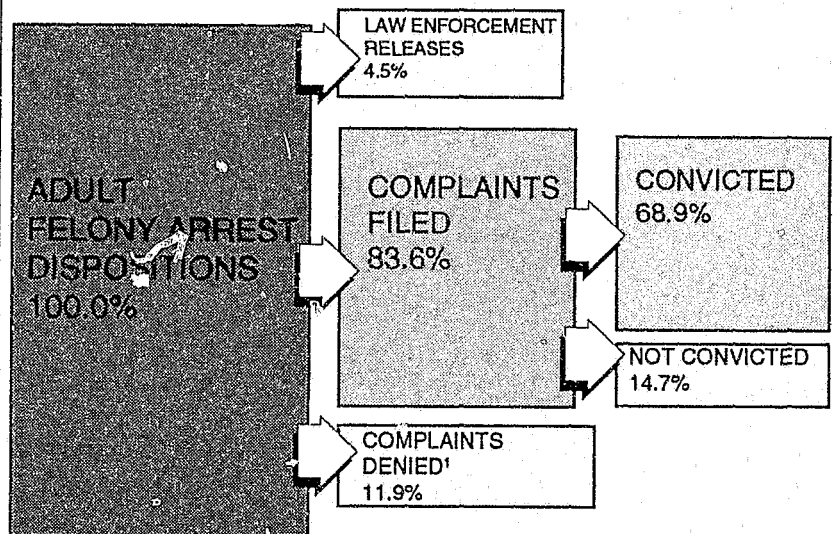 LAW ENFORCEMENT
RELEASES
4.5%
ADULT
FELONY ARREST
DISPOSITIONS
100.0%
COMPLAINTS
FILED
83.6%
CONVICTED
68.9%
NOT CONVICTED
14.7%
COMPLAINTS
DENIED¹
11.9%